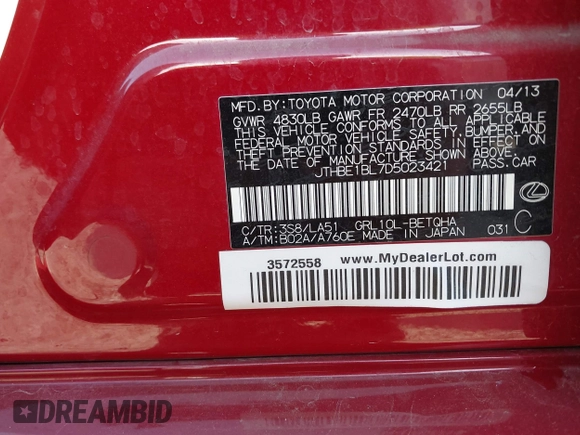 MFD.BY:TOYOTA MOTOR CORPORATION 04/13
GVWR 4830LB GAWR FR 2470LB RR 2655LB
THIS VEHICLE CONFORMS TO ALL APPLICABLE
FEDERAL MOTOR VEHICLE SAFETY, BUMPER, AND
THEFT PREVENTION STANDARDS IN EFFECT ON
THE DATE OF MANUFACTURE SHOWN ABOVE.
JTHBE1BL7D5023421 PASS.CAR
C/TR:3S8/LA51 GRL10L-BETQHA
A/TM:B02A/A760E MADE IN JAPAN 031 C
3572558 www.MyDealerLot.com
DREAMBID